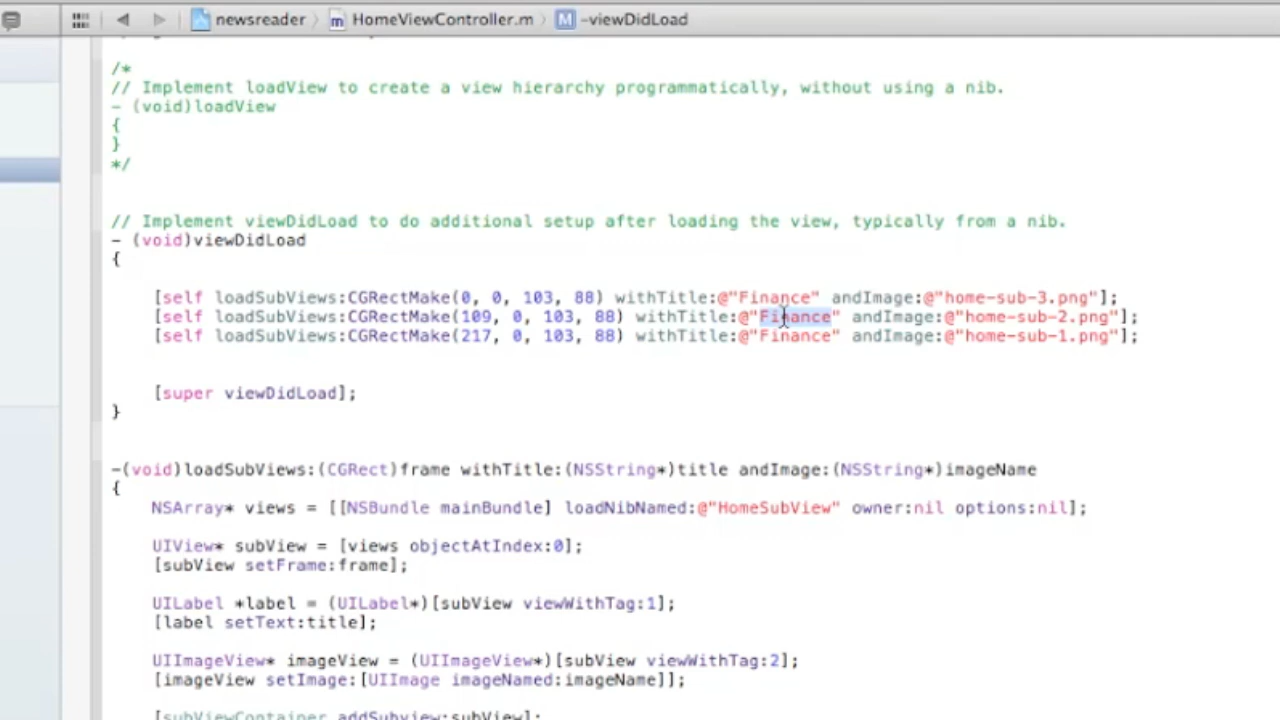 newsreader HomeViewController.m M -viewDidLoad
/*
// Implement loadView to create a view hierarchy programmatically, without using a nib.
- (void)loadView
{
}
*/
// Implement viewDidLoad to do additional setup after loading the view, typically from a nib.
- (void)viewDidLoad
{
[self loadSubViews:CGRectMake(0, 0, 103, 88) withTitle:@"Finance" andImage:@"home-sub-3.png"];
[self loadSubViews:CGRectMake(109, 0, 103, 88) withTitle:@"Finance" andImage:@"home-sub-2.png"];
[self loadSubViews:CGRectMake(217, 0, 103, 88) withTitle:@"Finance" andImage:@"home-sub-1.png"];
[super viewDidLoad];
}
-(void)loadSubViews:(CGRect)frame withTitle:(NSString*)title andImage:(NSString*)imageName
{
NSArray* views = [[NSBundle mainBundle] loadNibNamed:@"HomeSubView" owner:nil options:nil];
UIView* subView = [views objectAtIndex:0];
[subView setFrame:frame];
UILabel *label = (UILabel*)[subView viewWithTag:1];
[label setText:title];
UIImageView* imageView = (UIImageView*)[subView viewWithTag:2];
[imageView setImage:[UIImage imageNamed:imageName]];
[subViewContainer addSubview:subView];